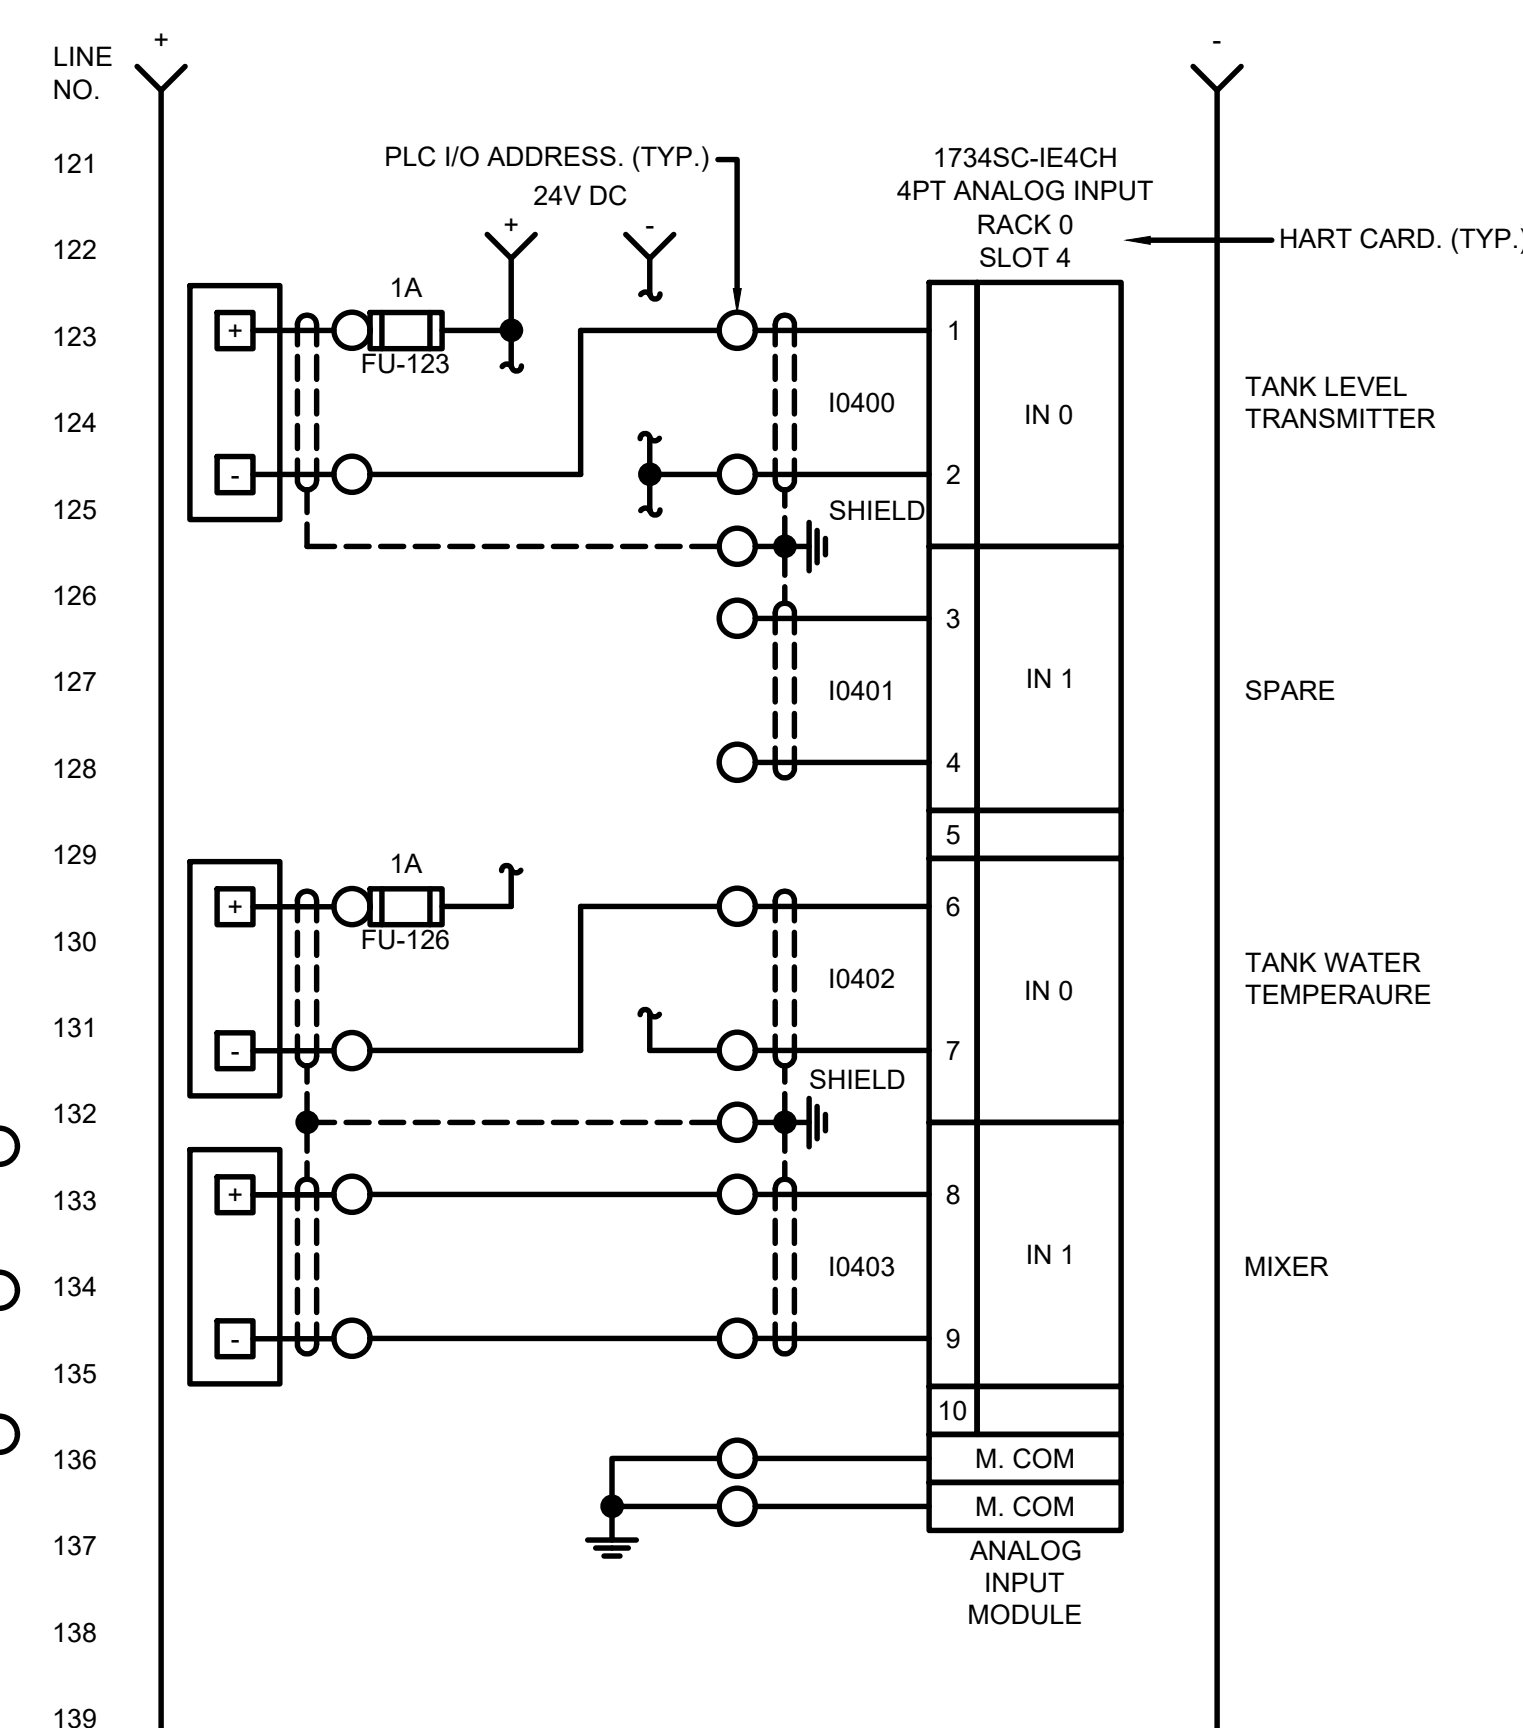 LINE
NO.
+
-
121
122
123
124
125
126
127
128
129
130
131
132
133
134
135
136
137
138
139
PLC I/O ADDRESS. (TYP.)
24V DC
+
-
1734SC-IE4CH
4PT ANALOG INPUT
RACK 0
SLOT 4
HART CARD. (TYP.)
+
1A
FU-123
-
I0400
SHIELD
1
2
IN 0
TANK LEVEL
TRANSMITTER
I0401
3
4
IN 1
SPARE
5
+
1A
FU-126
-
I0402
SHIELD
6
7
IN 0
TANK WATER
TEMPERAURE
+
-
I0403
8
9
IN 1
MIXER
10
M. COM
M. COM
ANALOG
INPUT
MODULE